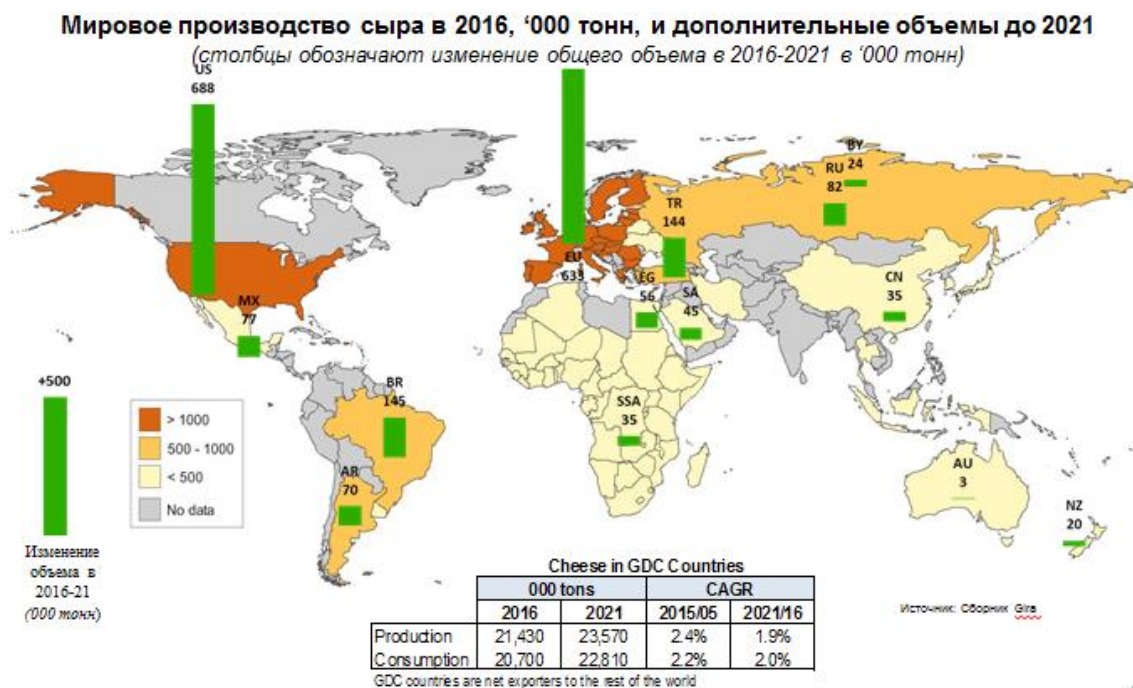 Мировое производство сыра в 2016, ‘000 тонн, и дополнительные объемы до 2021
(столбцы обозначают изменение общего объема в 2016-2021 в ‘000 тонн)
US
688
BY
24
RU
82
TR
144
EU
633
EG
56
SA
45
CN
35
MX
77
BR
145
SSA
35
AR
70
AU
3
NZ
20
+500
Изменение
объема в
2016-21
(000 тонн)
> 1000
500 - 1000
< 500
No data
Cheese in GDC Countries
000 tons CAGR
2016 2021 2015/05 2021/16
Production 21,430 23,570 2.4% 1.9%
Consumption 20,700 22,810 2.2% 2.0%
GDC countries are net exporters to the rest of the world
Источник: Сборник Gira